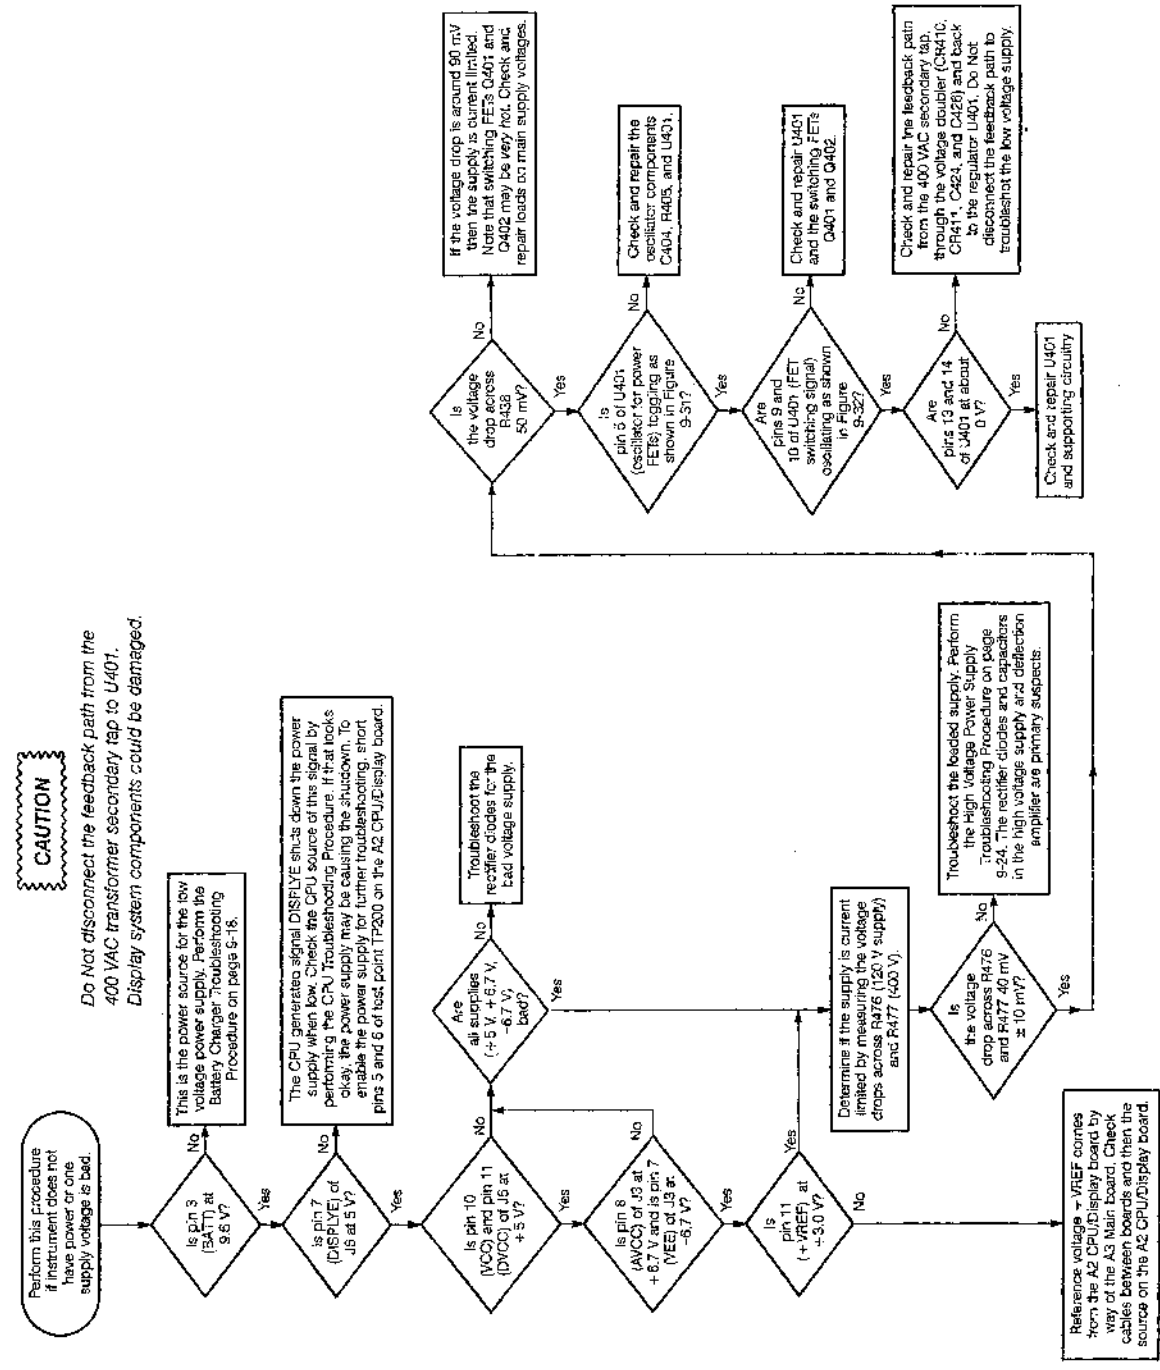 CAUTION
Do Not disconnect the feedback path from the
400 VAC transformer secondary tap to U401.
Display system components could be damaged.
Perform this procedure
if instrument does not
have power or one
supply voltage is bad.
Is pin 3
(BATT) at
9.6 V?
No
This is the power source for the low
voltage power supply. Perform the
Battery Charger Troubleshooting
Procedure on page 9-18.
Yes
Is pin 7
(DISPLYE) of
J6 at 5 V?
No
The CPU generated signal DISPLYE shuts down the power
supply when low. Check the CPU source of this signal by
performing the CPU Troubleshooting Procedure. If that looks
okay, the power supply may be causing the shutdown. To
enable the power supply for further troubleshooting, short
pins 5 and 6 of test point TP200 on the A2 CPU/Display board.
Yes
Is pin 10
(VCC) and pin 11
(DVCC) of J6 at
+5 V?
No
Are
all supplies
(+5 V, +6.7 V,
-6.7 V)
bad?
No
Troubleshoot the
rectifier diodes for the
bad voltage supply.
Yes
Yes
Is pin 8
(AVCC) of J3 at
+6.7 V and is pin 7
(VEE) of J3 at
-6.7 V?
No
Yes
Is
pin 11
(+VREF) at
+3.0 V?
Yes
No
Reference voltage + VREF comes
from the A2 CPU/Display board by
way of the A3 Main board. Check
cables between boards and then the
source on the A2 CPU/Display board.
Determine if the supply is current
limited by measuring the voltage
drops across R476 (120 V supply)
and R477 (400 V).
Is
the voltage
drop across R476
and R477 40 mV
±10 mV?
No
Troubleshoot the loaded supply. Perform
the High Voltage Power Supply
Troubleshooting Procedure on page
9-24. The rectifier diodes and capacitors
in the high voltage supply and deflection
amplifier are primary suspects.
Yes
Is
the voltage
drop across
R438
50 mV?
No
If the voltage drop is around 90 mV
then the supply is current limited.
Note that switching FETs Q401 and
Q402 may be very hot. Check and
repair loads on main supply voltages.
Yes
Is
pin 5 of U401
(oscillator for power
FETs) toggling as
shown in Figure
9-31?
No
Check and repair the
oscillator components
C404, R405, and U401.
Yes
Are
pins 9 and
10 of U401 (FET
switching signal)
oscillating as shown
in Figure
9-32?
No
Check and repair U401
and the switching FETs
Q401 and Q402.
Yes
Are
pins 13 and 14
of U401 at about
0 V?
No
Check and repair the feedback path
from the 400 VAC secondary tap,
through the voltage doubler (CR410,
CR411, C424, and C426) and back
to the regulator U401. Do Not
disconnect the feedback path to
troubleshoot the low voltage supply.
Yes
Check and repair U401
and supporting circuitry